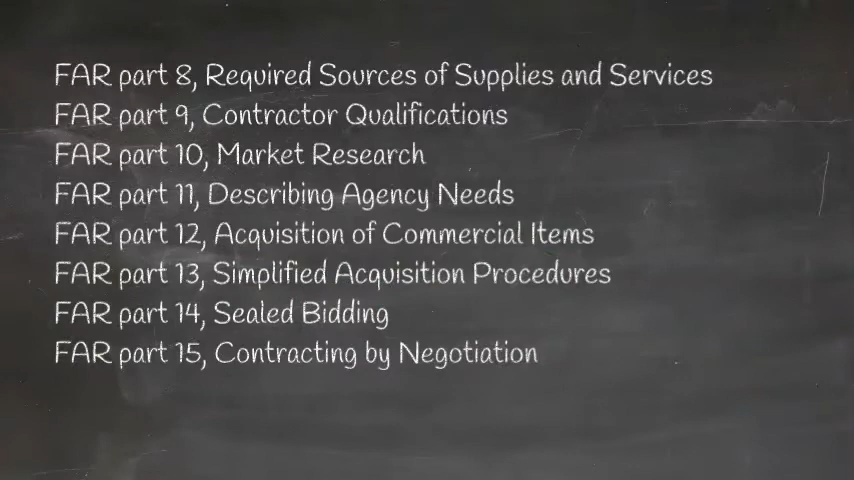 FAR part 8, Required Sources of Supplies and Services
FAR part 9, Contractor Qualifications
FAR part 10, Market Research
FAR part 11, Describing Agency Needs
FAR part 12, Acquisition of Commercial Items
FAR part 13, Simplified Acquisition Procedures
FAR part 14, Sealed Bidding
FAR part 15, Contracting by Negotiation